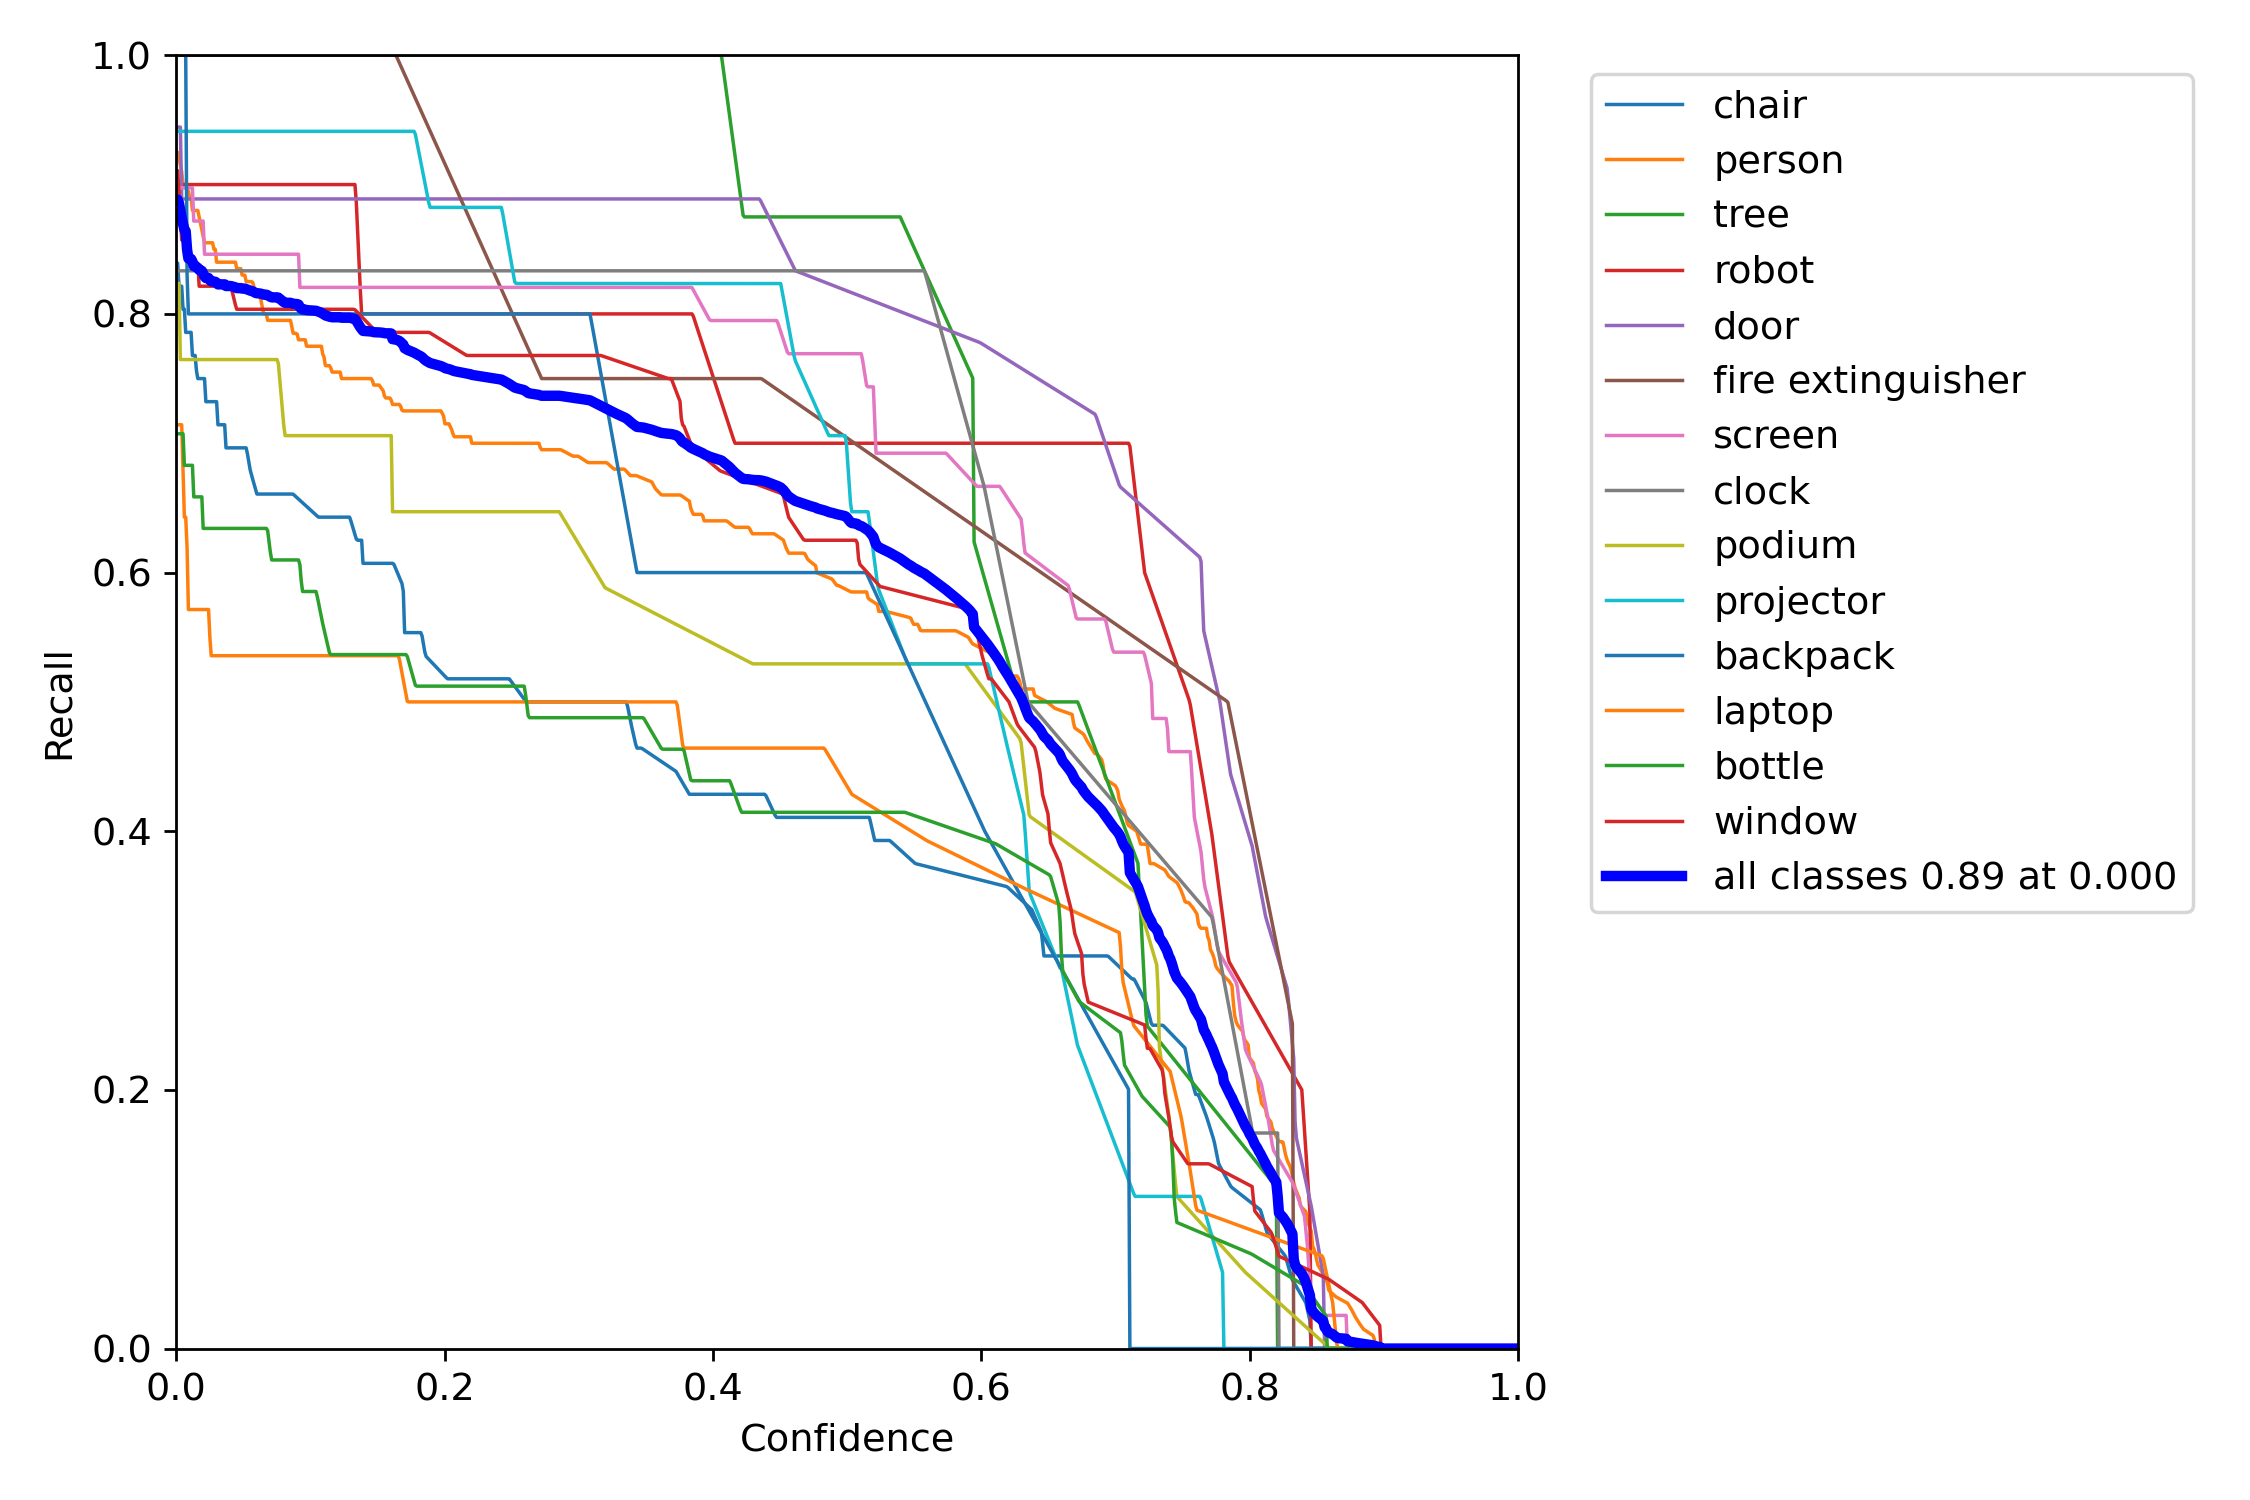 1.0
0.8
0.6
0.4
0.2
0.0
Recall
0.0 0.2 0.4 0.6 0.8 1.0
Confidence
chair
person
tree
robot
door
fire extinguisher
screen
clock
podium
projector
backpack
laptop
bottle
window
all classes 0.89 at 0.000